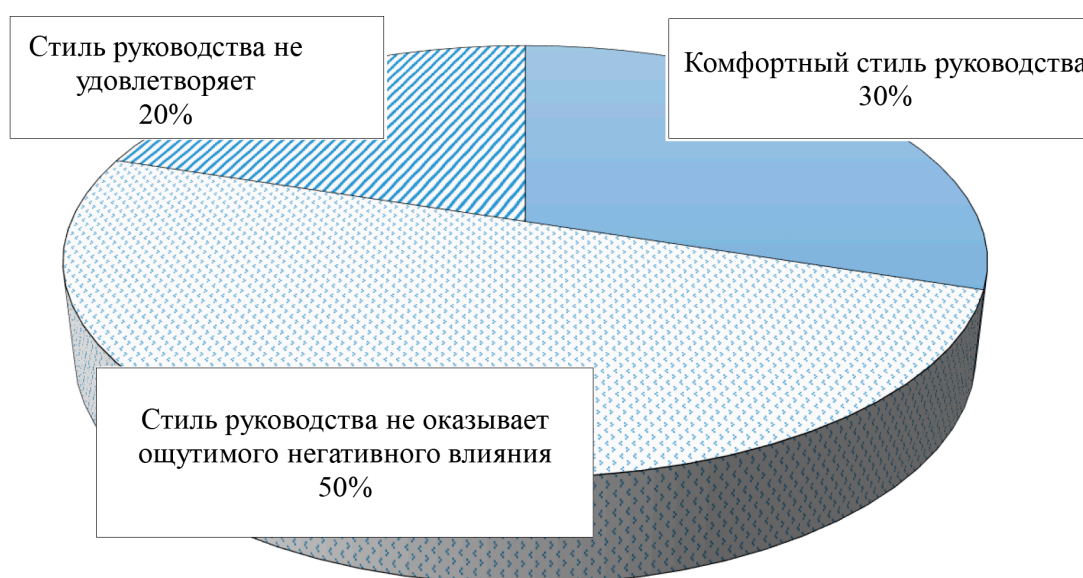 Стиль руководства не
удовлетворяет
20%
Комфортный стиль руководства
30%
Стиль руководства не оказывает
ощутимого негативного влияния
50%